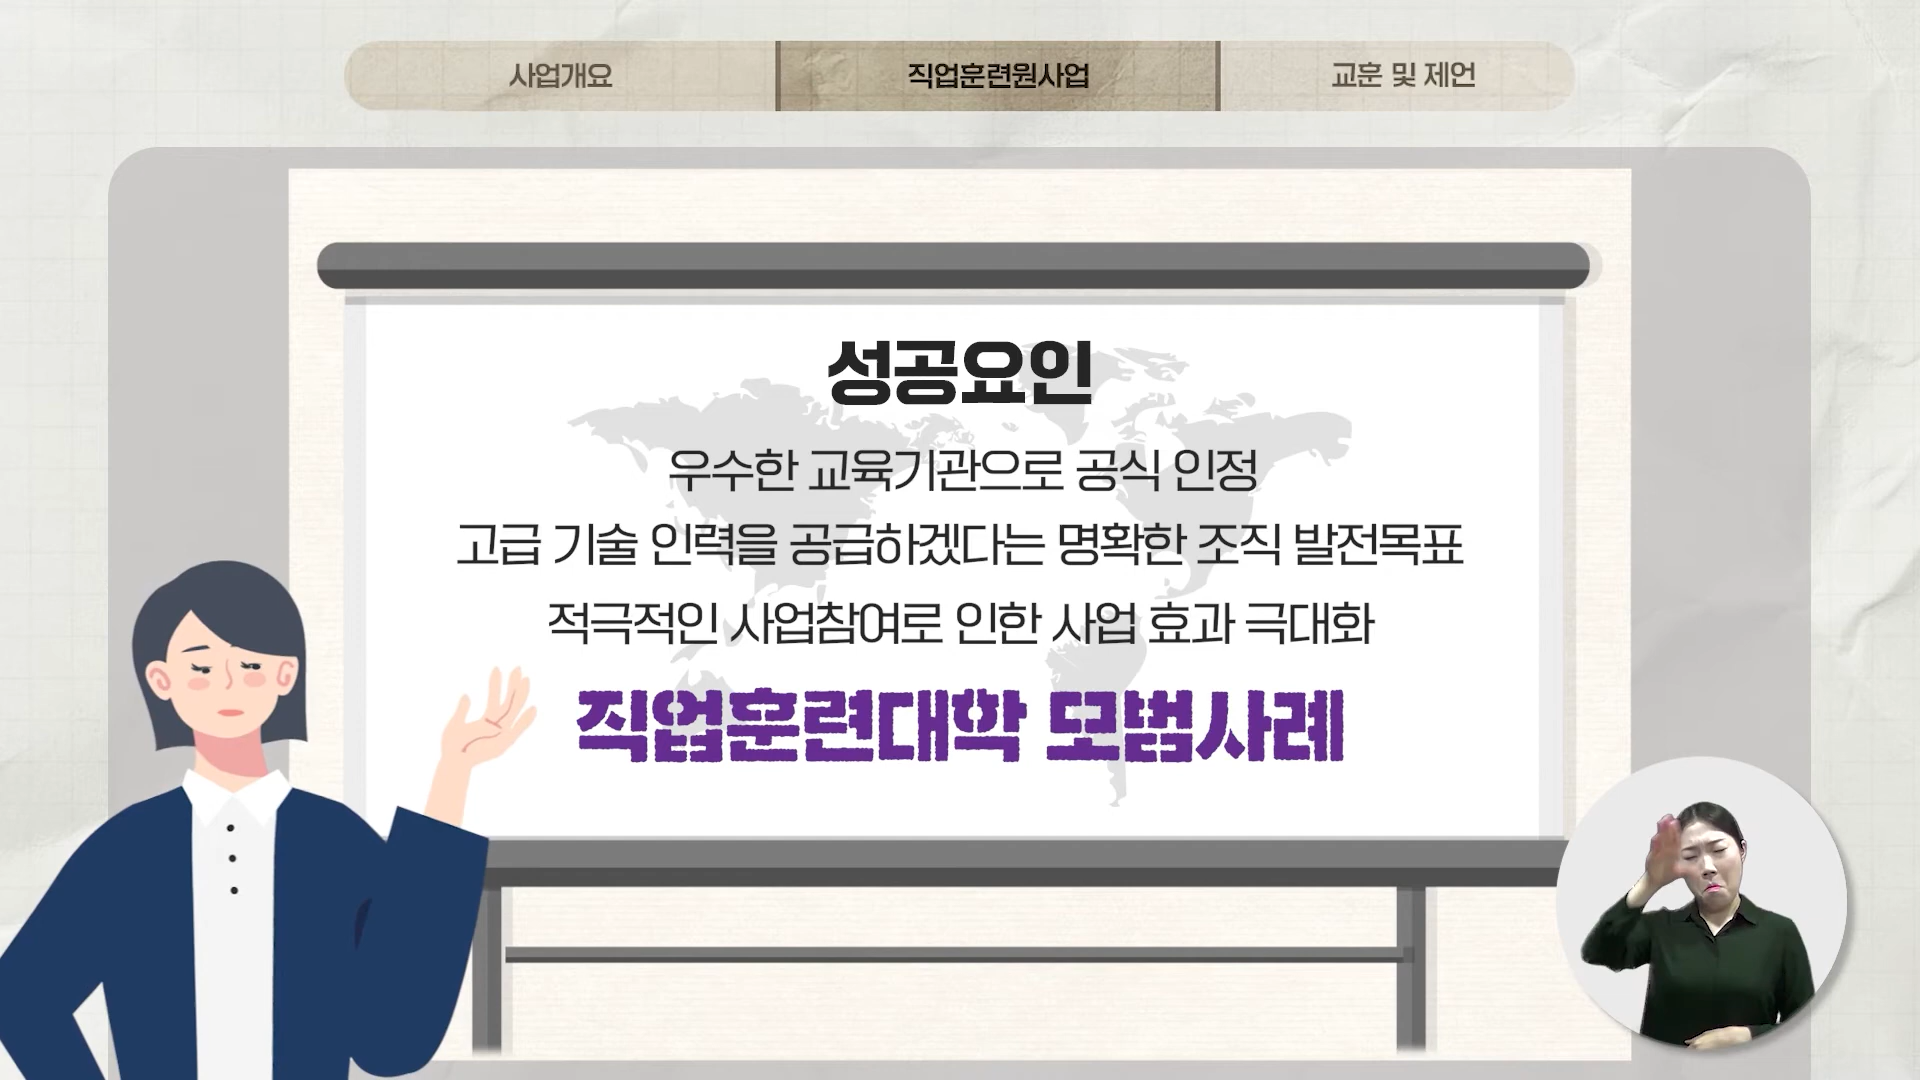 사업개요
직업훈련원사업
교훈 및 제언
성공요인
우수한 교육기관으로 공식 인정
고급 기술 인력을 공급하겠다는 명확한 조직 발전목표
적극적인 사업참여로 인한 사업 효과 극대화
직업훈련대학 모범사례